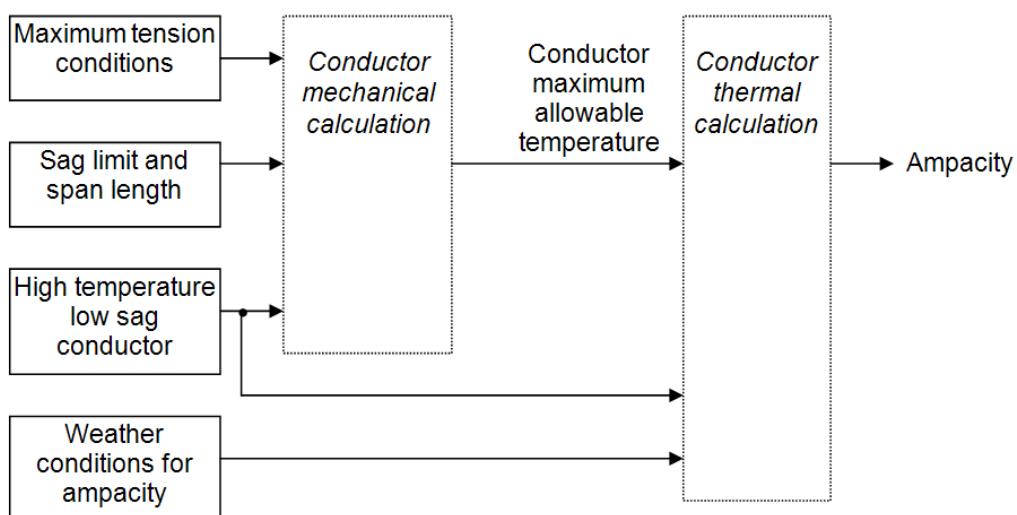 Maximum tension
conditions
Sag limit and
span length
High temperature
low sag
conductor
Weather
conditions for
ampacity
Conductor
mechanical
calculation
Conductor
maximum
allowable
temperature
Conductor
thermal
calculation
Ampacity